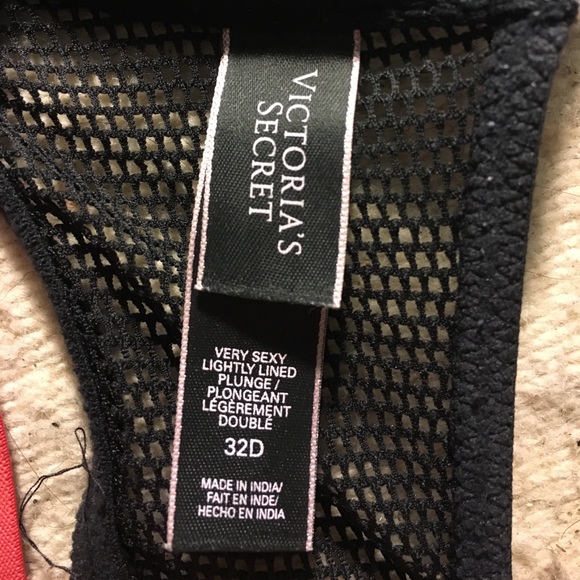 VICTORIA'S
SECRET
VERY SEXY
LIGHTLY LINED
PLUNGE /
PLONGEANT
LÉGÈREMENT
DOUBLÉ
32D
MADE IN INDIA/
FAIT EN INDE/
HECHO EN INDIA